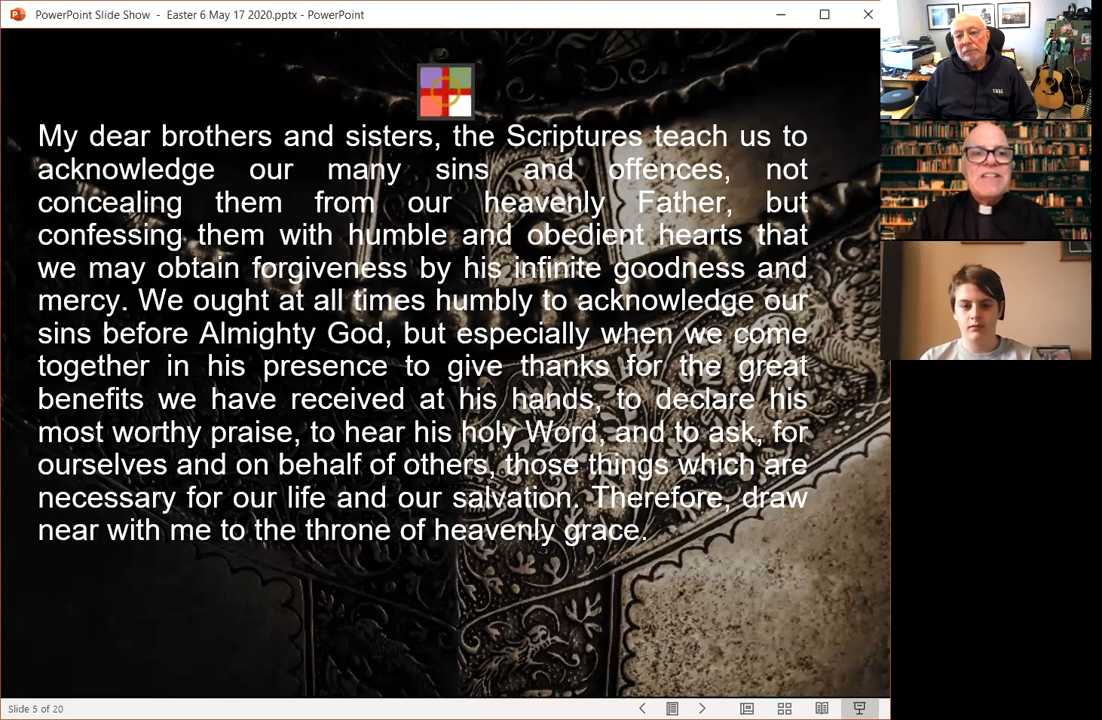 PowerPoint Slide Show - Easter 6 May 17 2020.pptx - PowerPoint
My dear brothers and sisters, the Scriptures teach us to
acknowledge our many sins and offences, not
concealing them from our heavenly Father, but
confessing them with humble and obedient hearts that
we may obtain forgiveness by his infinite goodness and
mercy. We ought at all times humbly to acknowledge our
sins before Almighty God, but especially when we come
together in his presence to give thanks for the great
benefits we have received at his hands, to declare his
most worthy praise, to hear his holy Word, and to ask, for
ourselves and on behalf of others, those things which are
necessary for our life and our salvation. Therefore, draw
near with me to the throne of heavenly grace.
Slide 5 of 20